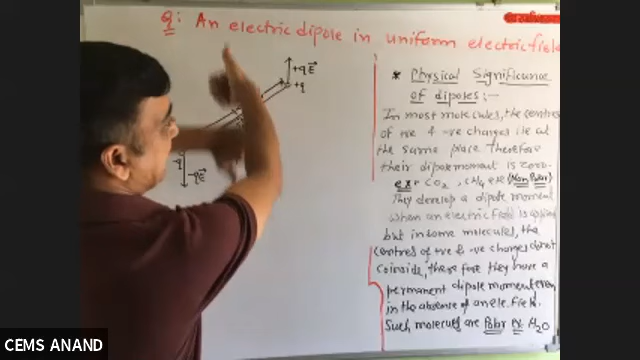 Q: An electric dipole in uniform electric field
+qE⃗
+q
-q
-qE⃗
* Physical Significance
of dipoles:-
In most molecules, the centres
of +ve & -ve charges lie at
the same place Therefore
their dipole moment is zero
ex: CO2, CH4 etc (Non Polar)
They develop a dipole moment
when an electric field is applied
but in some molecules, the
centres of +ve & -ve charges do not
coinside, therefore they have a
permanent dipole moment even
in the absence of an ele. Field.
Such molecules are Polar ex. H2O
CEMS ANAND